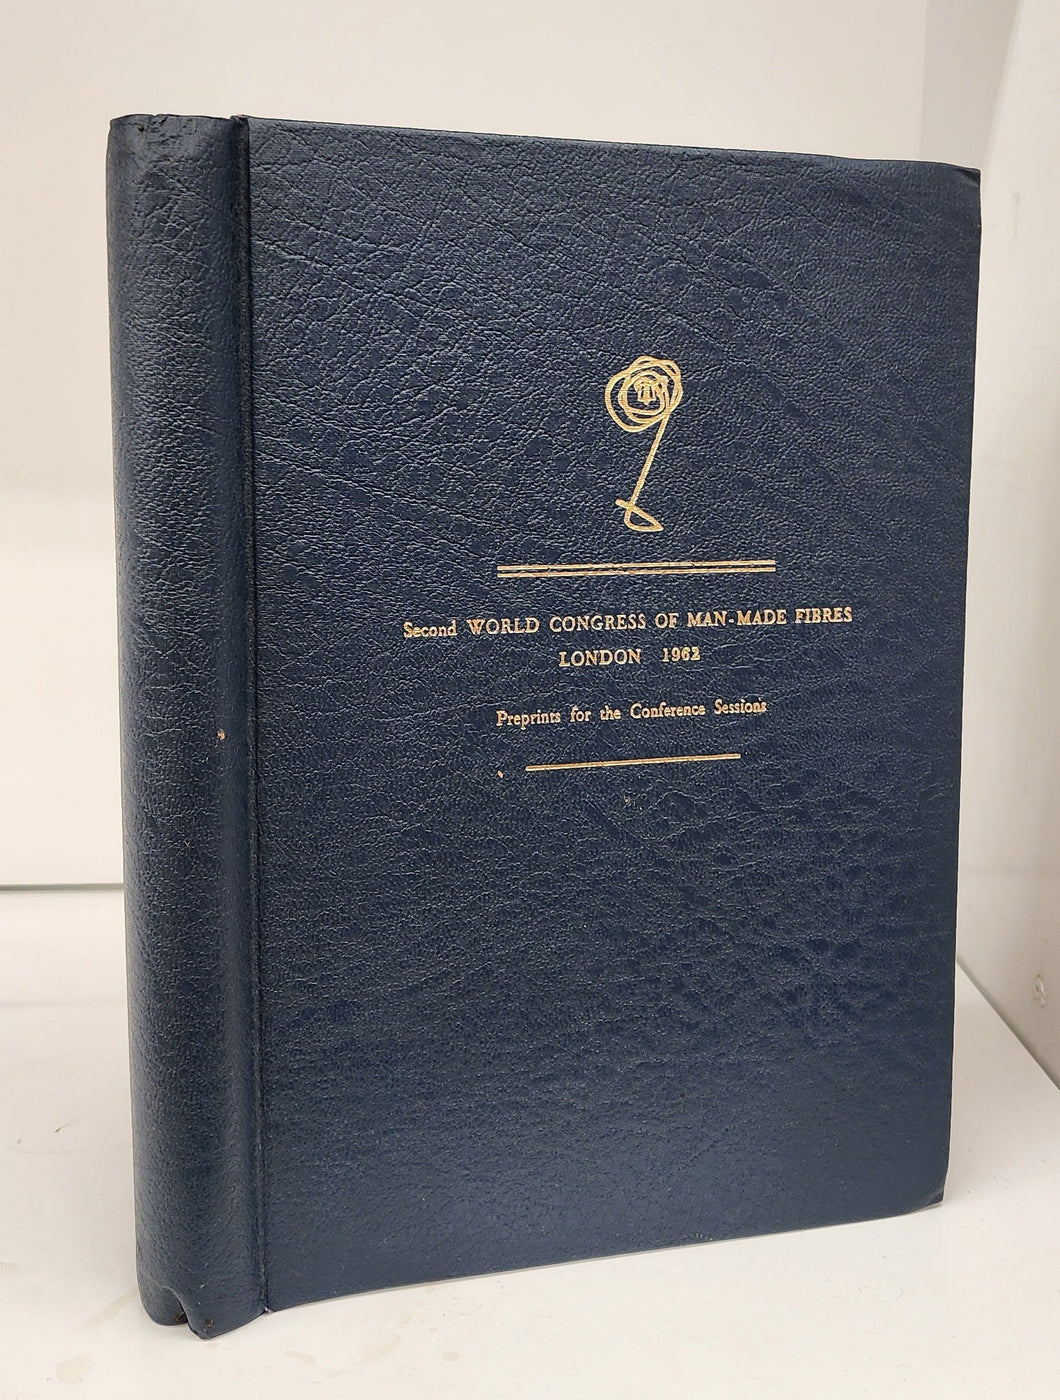 Second WORLD CONGRESS OF MAN-MADE FIBRES
LONDON 1962
Preprints for the Conference Sessions